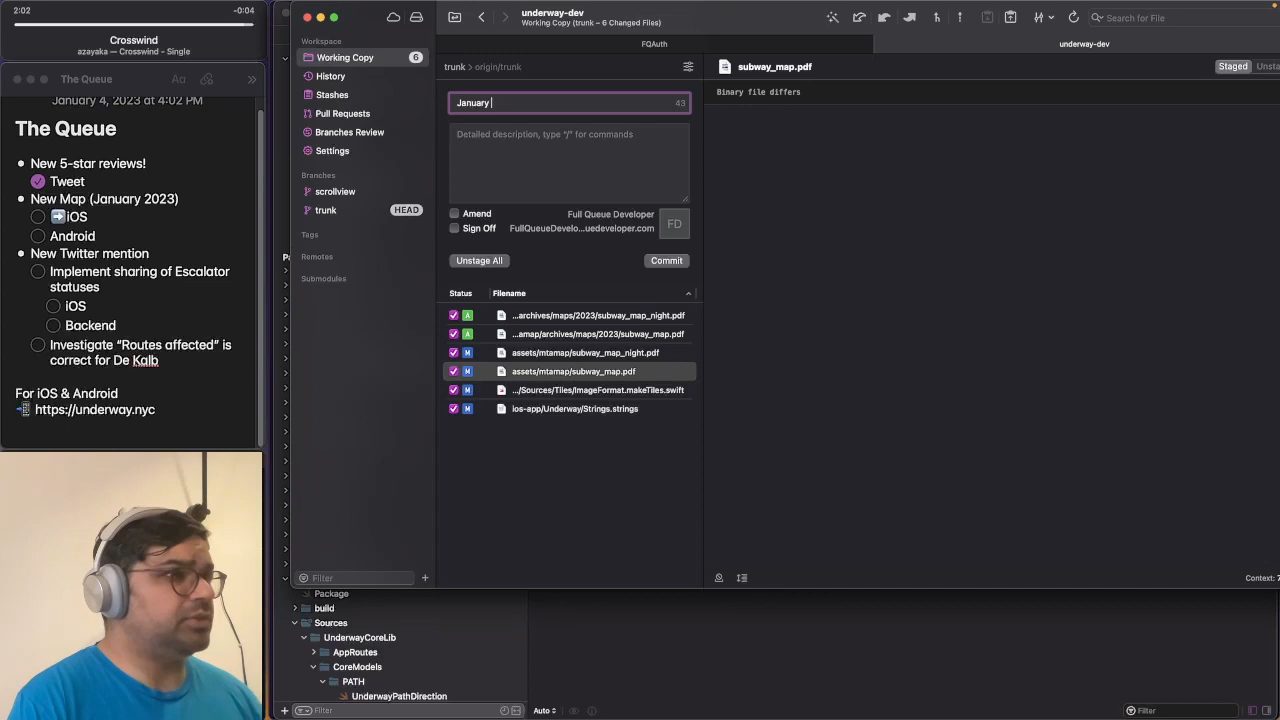 2:02
-0:04
Crosswind
azayaka — Crosswind - Single
The Queue
Aa
January 4, 2023 at 4:02 PM
The Queue
New 5-star reviews!
Tweet
New Map (January 2023)
➡️iOS
Android
New Twitter mention
Implement sharing of Escalator
statuses
iOS
Backend
Investigate “Routes affected” is
correct for De Kalb
For iOS & Android
📲 https://underway.nyc
underway-dev
Working Copy (trunk – 6 Changed Files)
Search for File
FQAuth
underway-dev
Workspace
Working Copy
6
History
Stashes
Pull Requests
Branches Review
Settings
Branches
scrollview
trunk
HEAD
Tags
Remotes
Submodules
Filter
trunk > origin/trunk
January
43
Detailed description, type "/" for commands
Amend
Full Queue Developer
Sign Off
FullQueueDevelo...uedeveloper.com
FD
Unstage All
Commit
Status
Filename
A
...archives/maps/2023/subway_map_night.pdf
A
...amap/archives/maps/2023/subway_map.pdf
M
assets/mtamap/subway_map_night.pdf
M
assets/mtamap/subway_map.pdf
M
.../Sources/Tiles/ImageFormat.makeTiles.swift
M
ios-app/Underway/Strings.strings
subway_map.pdf
Staged
Unsta
Binary file differs
Context: 7
Pa
Package
build
Sources
UnderwayCoreLib
AppRoutes
CoreModels
PATH
UnderwayPathDirection
Filter
Auto
Filter